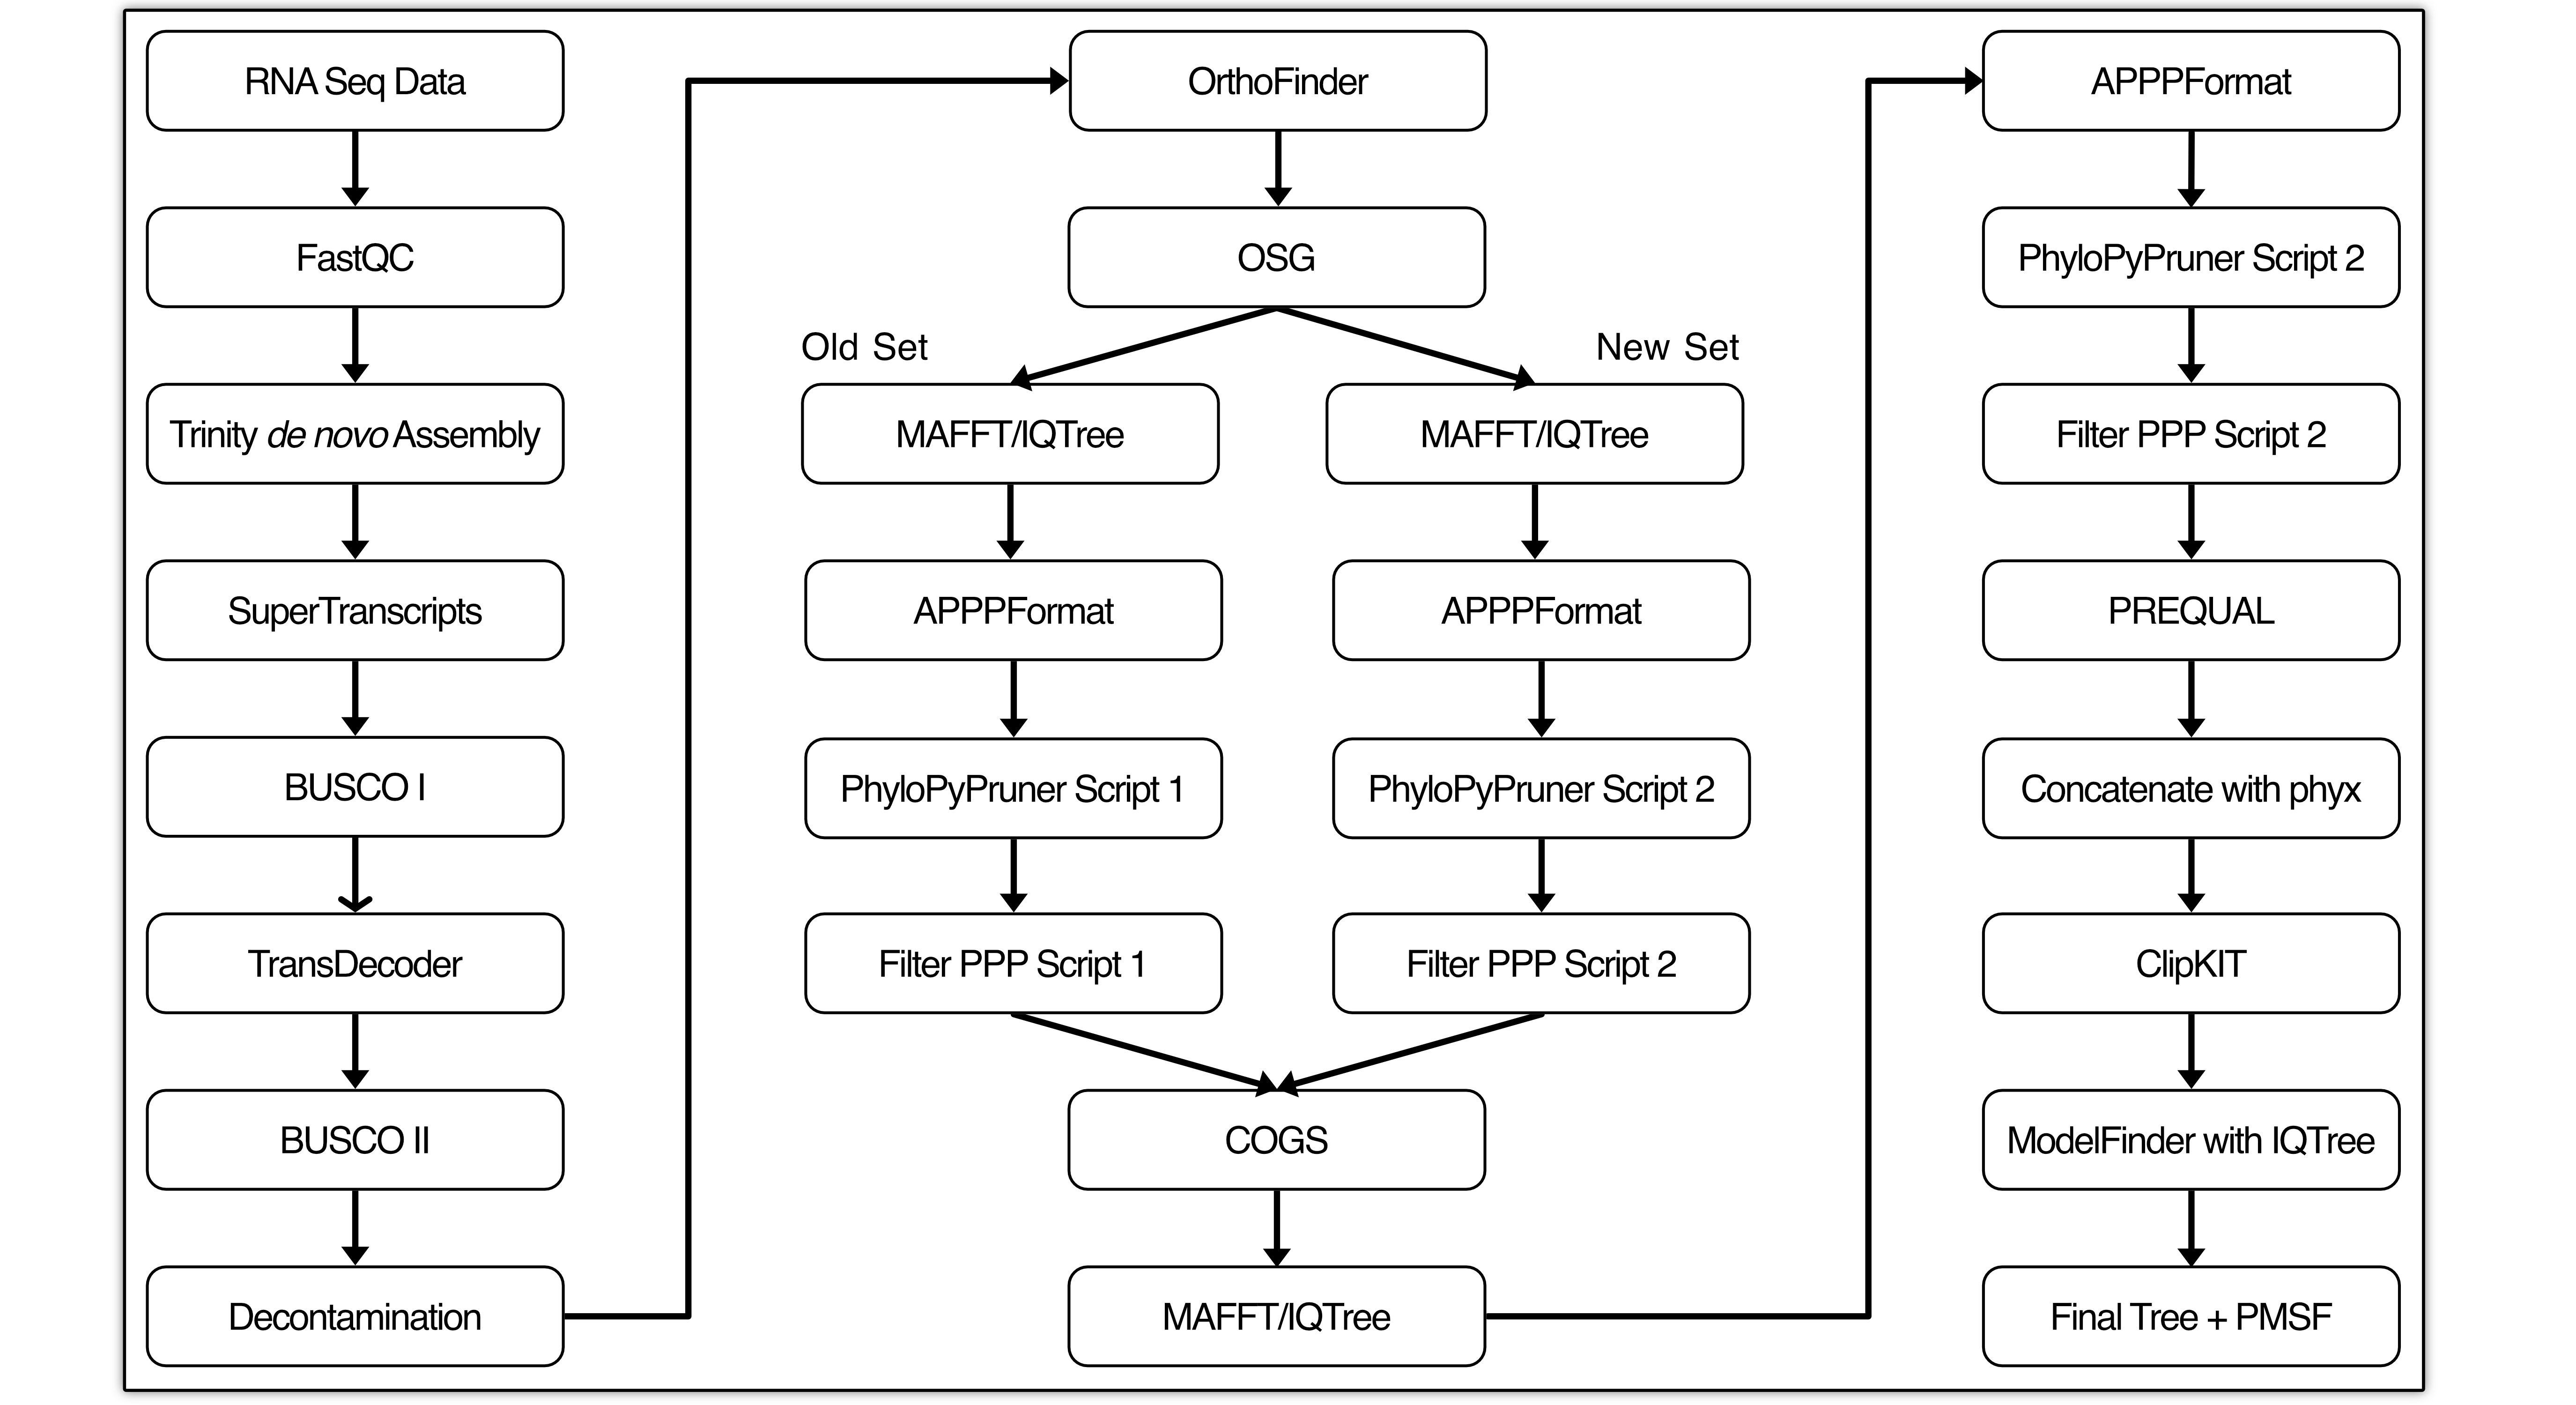 RNA Seq Data
FastQC
Trinity de novo Assembly
SuperTranscripts
BUSCO I
TransDecoder
BUSCO II
Decontamination
OrthoFinder
OSG
Old Set
New Set
MAFFT/IQTree
MAFFT/IQTree
APPPFormat
APPPFormat
PhyloPyPruner Script 1
PhyloPyPruner Script 2
Filter PPP Script 1
Filter PPP Script 2
COGS
MAFFT/IQTree
APPPFormat
PhyloPyPruner Script 2
Filter PPP Script 2
PREQUAL
Concatenate with phyx
ClipKIT
ModelFinder with IQTree
Final Tree + PMSF